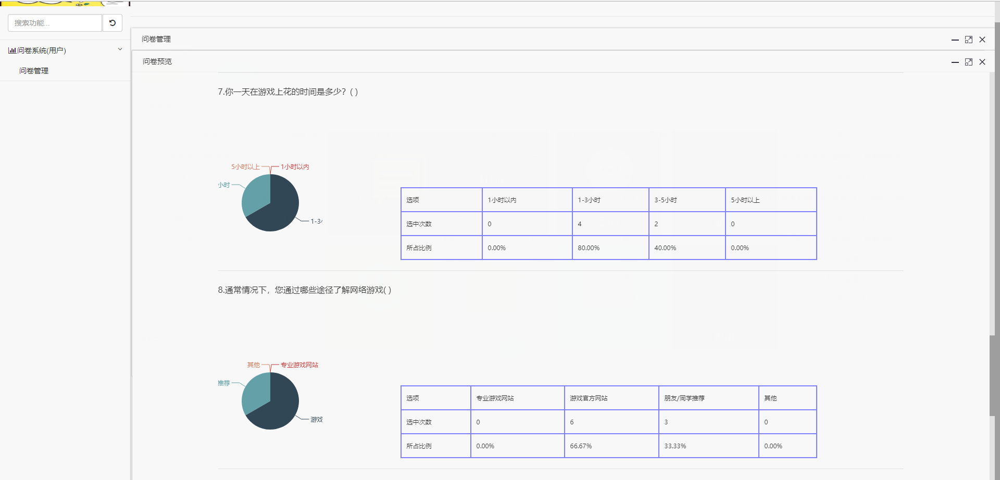 搜索功能...
问卷系统(用户)
问卷管理
问卷管理
问卷预览
7.你一天在游戏上花的时间是多少? ( )
5小时以上
1小时以内
小时
1-3
选项 1小时以内 1-3小时 3-5小时 5小时以上
选中次数 0 4 2 0
所占比例 0.00% 80.00% 40.00% 0.00%
8.通常情况下，您通过哪些途径了解网络游戏( )
其他
专业游戏网站
推荐
游戏
选项 专业游戏网站 游戏官方网站 朋友/同学推荐 其他
选中次数 0 6 3 0
所占比例 0.00% 66.67% 33.33% 0.00%